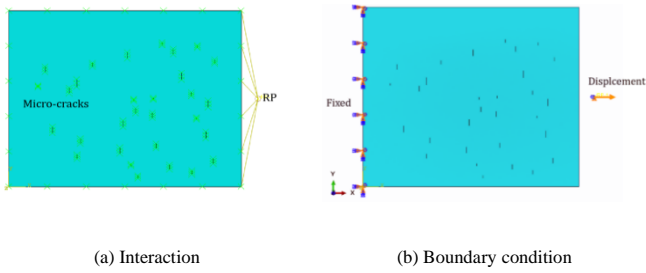 Micro-cracks
RP
Fixed
Displcement
Y
X
(a) Interaction
(b) Boundary condition